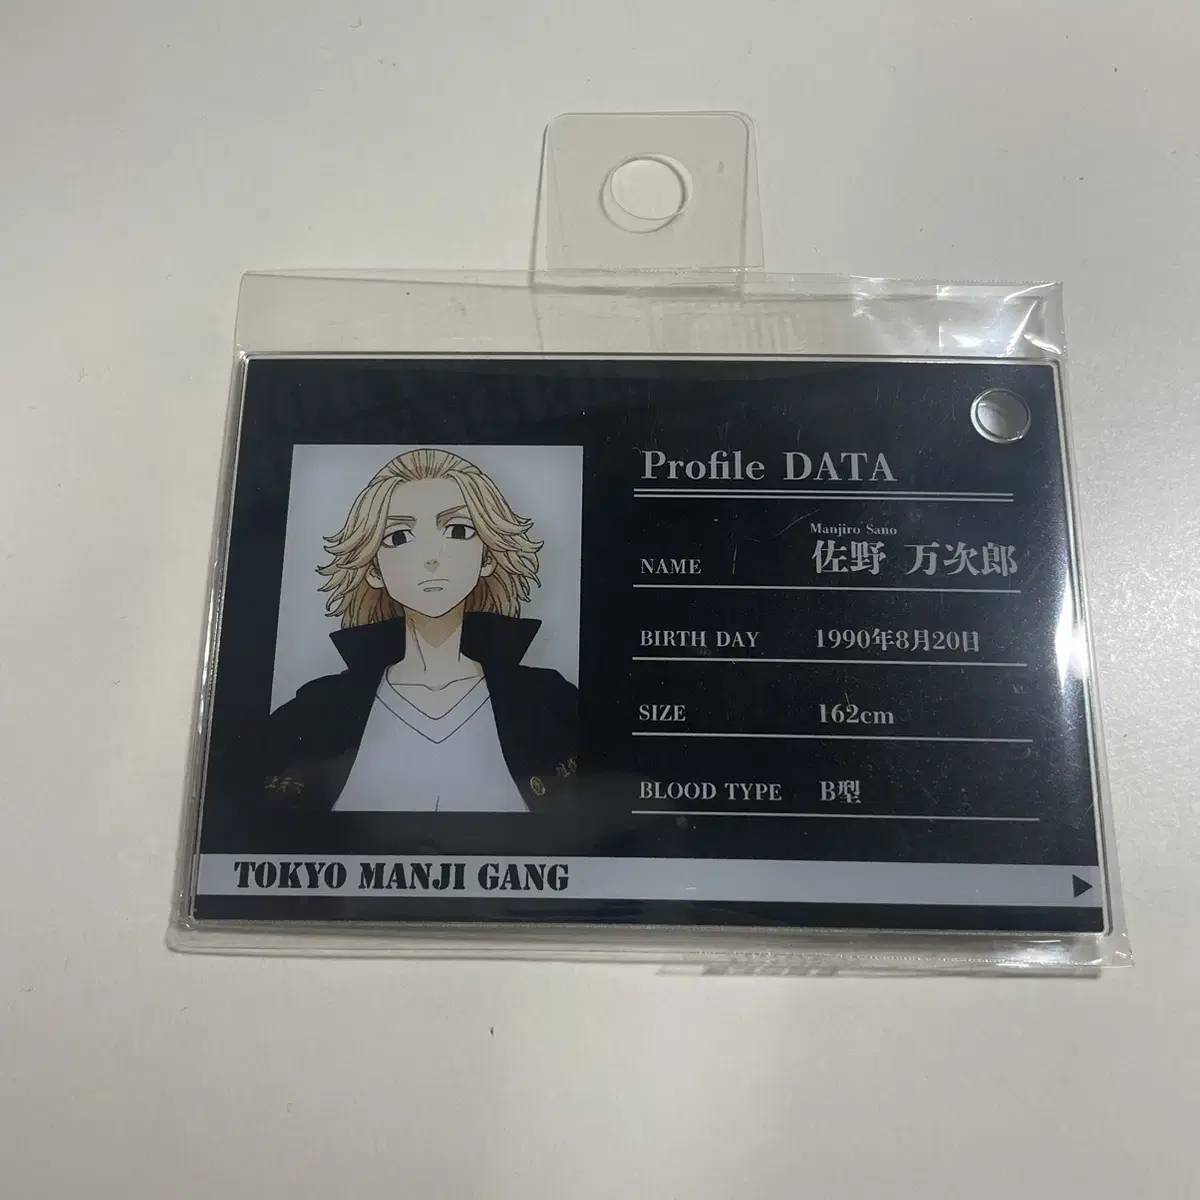 Profile DATA
Manjiro Sano
NAME 佐野 万次郎
BIRTH DAY 1990年8月20日
SIZE 162cm
BLOOD TYPE B型
TOKYO MANJI GANG